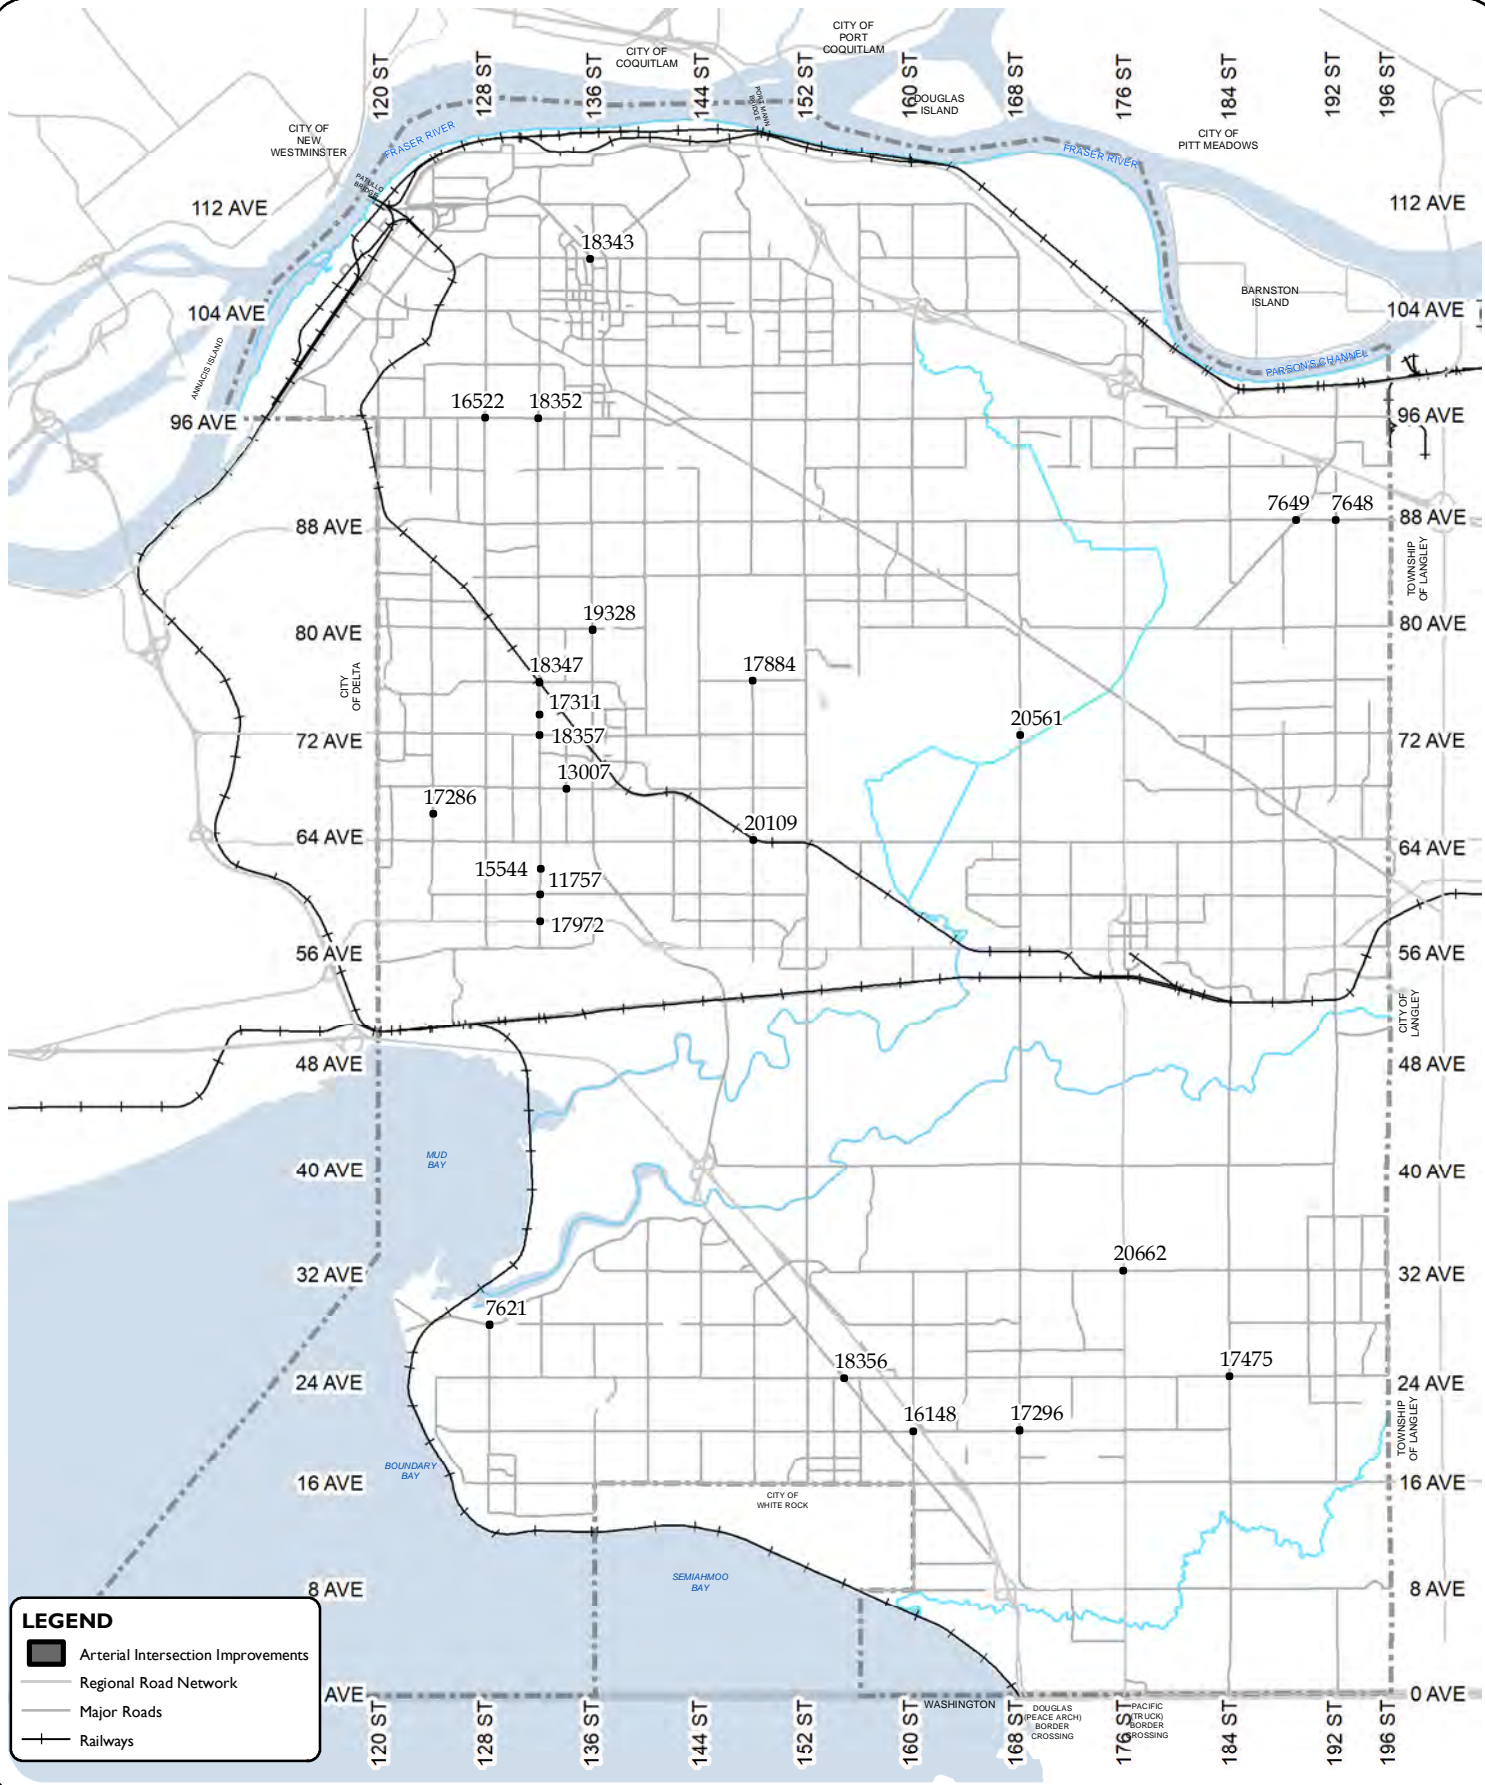 CITY OF
PORT
COQUITLAM
CITY OF
COQUITLAM
120 ST
128 ST
136 ST
144 ST
152 ST
160 ST
168 ST
176 ST
184 ST
192 ST
196 ST
PORT MANN
BRIDGE
DOUGLAS
ISLAND
CITY OF
NEW
WESTMINSTER
FRASER RIVER
FRASER RIVER
CITY OF
PITT MEADOWS
PATULLO
BRIDGE
112 AVE
112 AVE
18343
BARNSTON
ISLAND
104 AVE
104 AVE
ANNACIS ISLAND
PARSON'S CHANNEL
16522
18352
96 AVE
96 AVE
7649
7648
88 AVE
88 AVE
TOWNSHIP
OF LANGLEY
19328
80 AVE
80 AVE
18347
17884
CITY
OF DELTA
17311
20561
18357
72 AVE
72 AVE
13007
17286
20109
64 AVE
64 AVE
15544
11757
17972
56 AVE
56 AVE
CITY OF
LANGLEY
48 AVE
48 AVE
MUD
BAY
40 AVE
40 AVE
20662
32 AVE
32 AVE
7621
18356
17475
24 AVE
24 AVE
16148
17296
TOWNSHIP
OF LANGLEY
BOUNDARY
BAY
16 AVE
16 AVE
CITY OF
WHITE ROCK
SEMIAHMOO
BAY
8 AVE
8 AVE
LEGEND
Arterial Intersection Improvements
Regional Road Network
Major Roads
Railways
AVE
0 AVE
WASHINGTON
DOUGLAS
(PEACE ARCH)
BORDER
CROSSING
PACIFIC
(TRUCK)
BORDER
CROSSING
120 ST
128 ST
136 ST
144 ST
152 ST
160 ST
168 ST
176 ST
184 ST
192 ST
196 ST